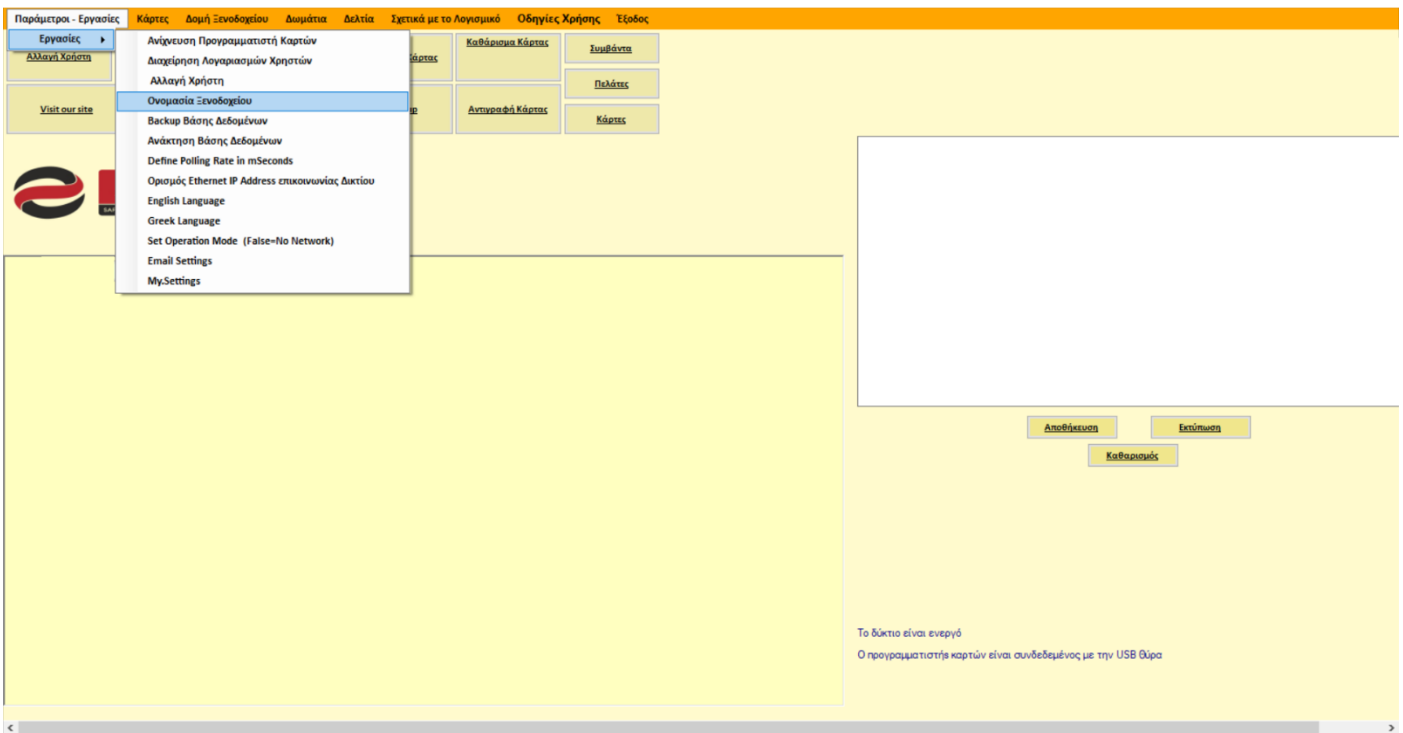 Παράμετροι - Εργασίες Κάρτες Δομή Ξενοδοχείου Δωμάτια Δελτία Σχετικά με το Λογισμικό Οδηγίες Χρήσης Έξοδος
Εργασίες
Αλλαγή Χρήστη
Visit our site
Ανίχνευση Προγραμματιστή Καρτών
Διαχείρηση Λογαριασμών Χρηστών
Αλλαγή Χρήστη
Ονομασία Ξενοδοχείου
Backup Βάσης Δεδομένων
Ανάκτηση Βάσης Δεδομένων
Define Polling Rate in mSeconds
Ορισμός Ethernet IP Address επικοινωνίας Δικτίου
English Language
Greek Language
Set Operation Mode (False=No Network)
Email Settings
My.Settings
Καθάρισμα Κάρτας
Αντιγραφή Κάρτας
Συμβάντα
Πελάτες
Κάρτες
Αποθήκευση Εκτύπωση
Καθαρισμός
Το δύκτιο είναι ενεργό
Ο προγραμματιστής καρτών είναι συνδεδεμένος με την USB θύρα